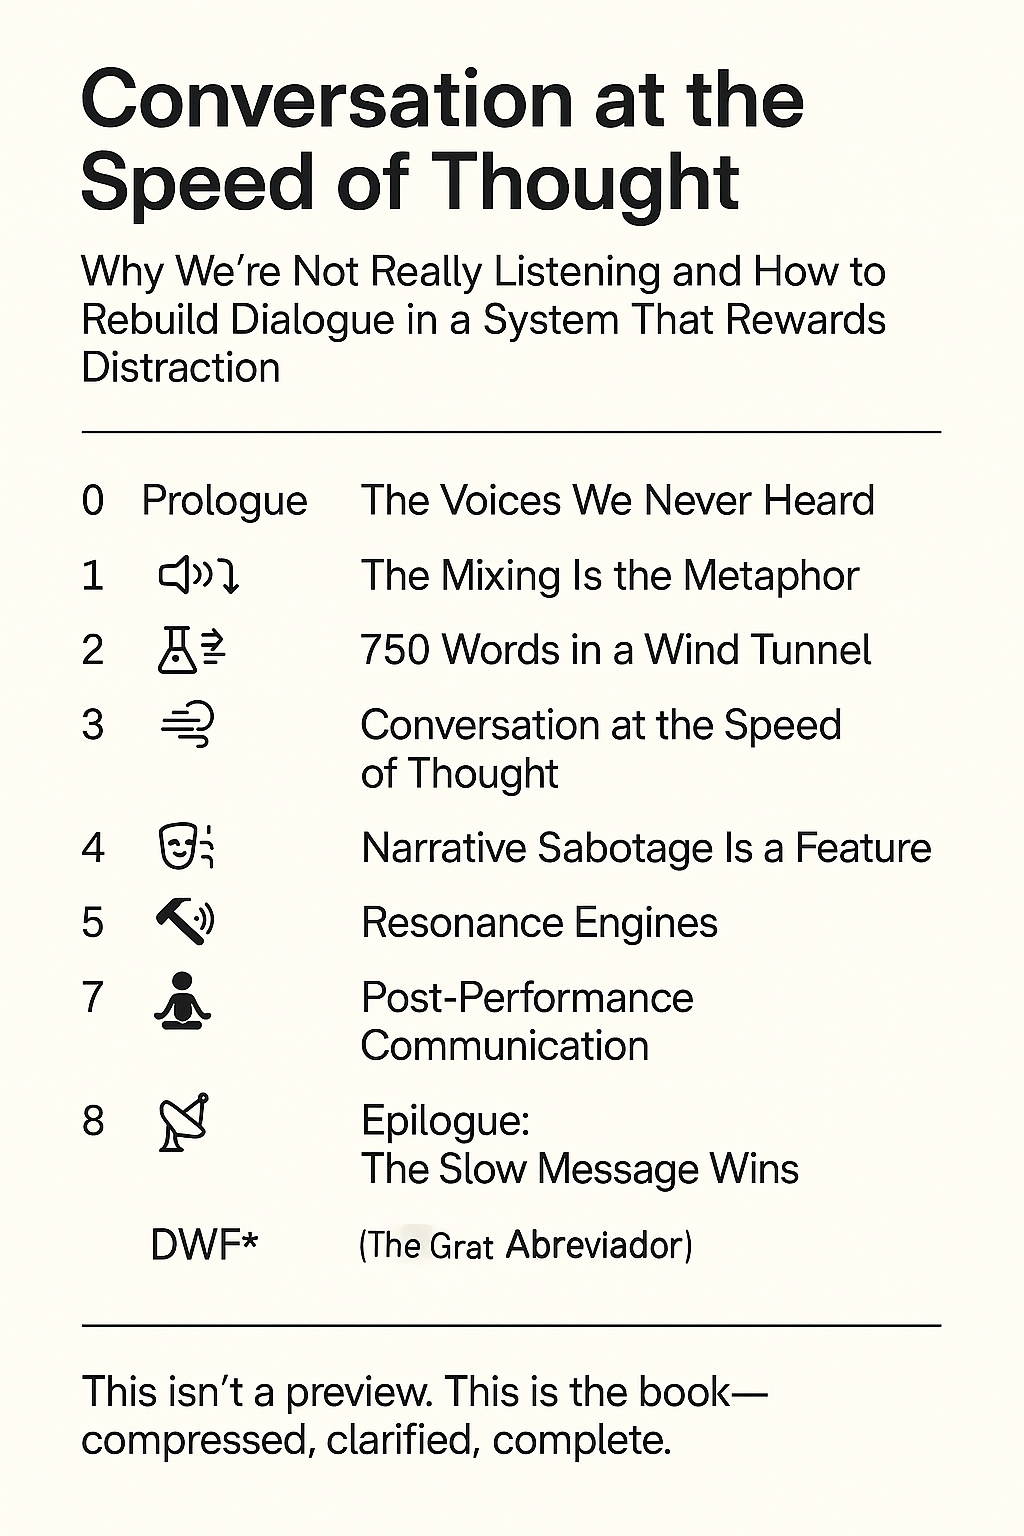 Conversation at the
Speed of Thought
Why We’re Not Really Listening and How to
Rebuild Dialogue in a System That Rewards
Distraction
0 Prologue The Voices We Never Heard
1 The Mixing Is the Metaphor
2 750 Words in a Wind Tunnel
3 Conversation at the Speed
of Thought
4 Narrative Sabotage Is a Feature
5 Resonance Engines
7 Post-Performance
Communication
8 Epilogue:
The Slow Message Wins
DWF* (The Grat Abreviador)
This isn’t a preview. This is the book—
compressed, clarified, complete.